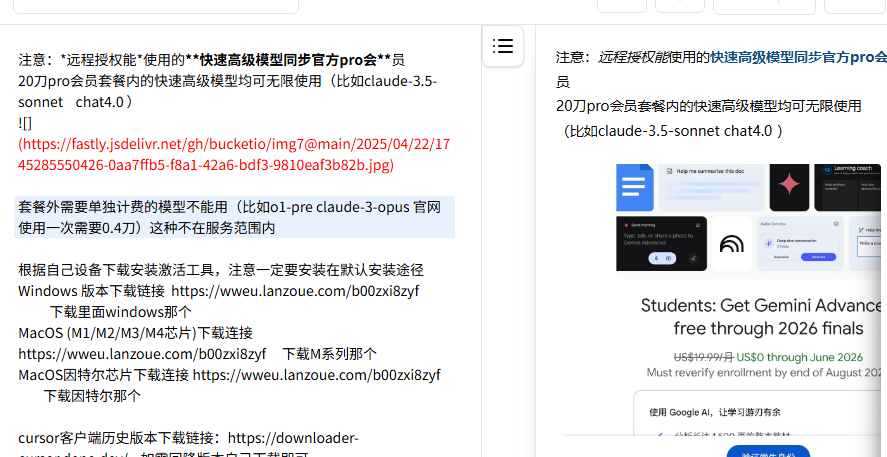 注意：*远程授权能*使用的**快速高级模型同步官方pro会**员
20刀pro会员套餐内的快速高级模型均可无限使用（比如claude-3.5-
sonnet chat4.0 ）
![]
(https://fastly.jsdelivr.net/gh/bucketio/img7@main/2025/04/22/17
45285550426-0aa7ffb5-f8a1-42a6-bdf3-9810eaf3b82b.jpg)
套餐外需要单独计费的模型不能用（比如o1-pre claude-3-opus 官网
使用一次需要0.4刀）这种不在服务范围内
根据自己设备下载安装激活工具，注意一定要安装在默认安装途径
Windows 版本下载链接 https://wweu.lanzoue.com/b00zxi8zyf
下载里面windows那个
MacOS (M1/M2/M3/M4芯片)下载连接
https://wweu.lanzoue.com/b00zxi8zyf 下载M系列那个
MacOS因特尔芯片下载连接 https://wweu.lanzoue.com/b00zxi8zyf
下载因特尔那个
cursor客户端历史版本下载链接：https://downloader-
注意：远程授权能使用的快速高级模型同步官方pro会
员
20刀pro会员套餐内的快速高级模型均可无限使用
（比如claude-3.5-sonnet chat4.0 ）
Help me summarize this doc
Learning coach
Good morning
Type, talk, or share a photo to
Gemini Advanced
Audio Overview
Deep dive conversation
2 hosts
Help
Write a cou
Students: Get Gemini Advance
free through 2026 finals
US$19.99/月 US$0 through June 2026
Must reverify enrollment by end of August 202
使用 Google AI，让学习游刃有余